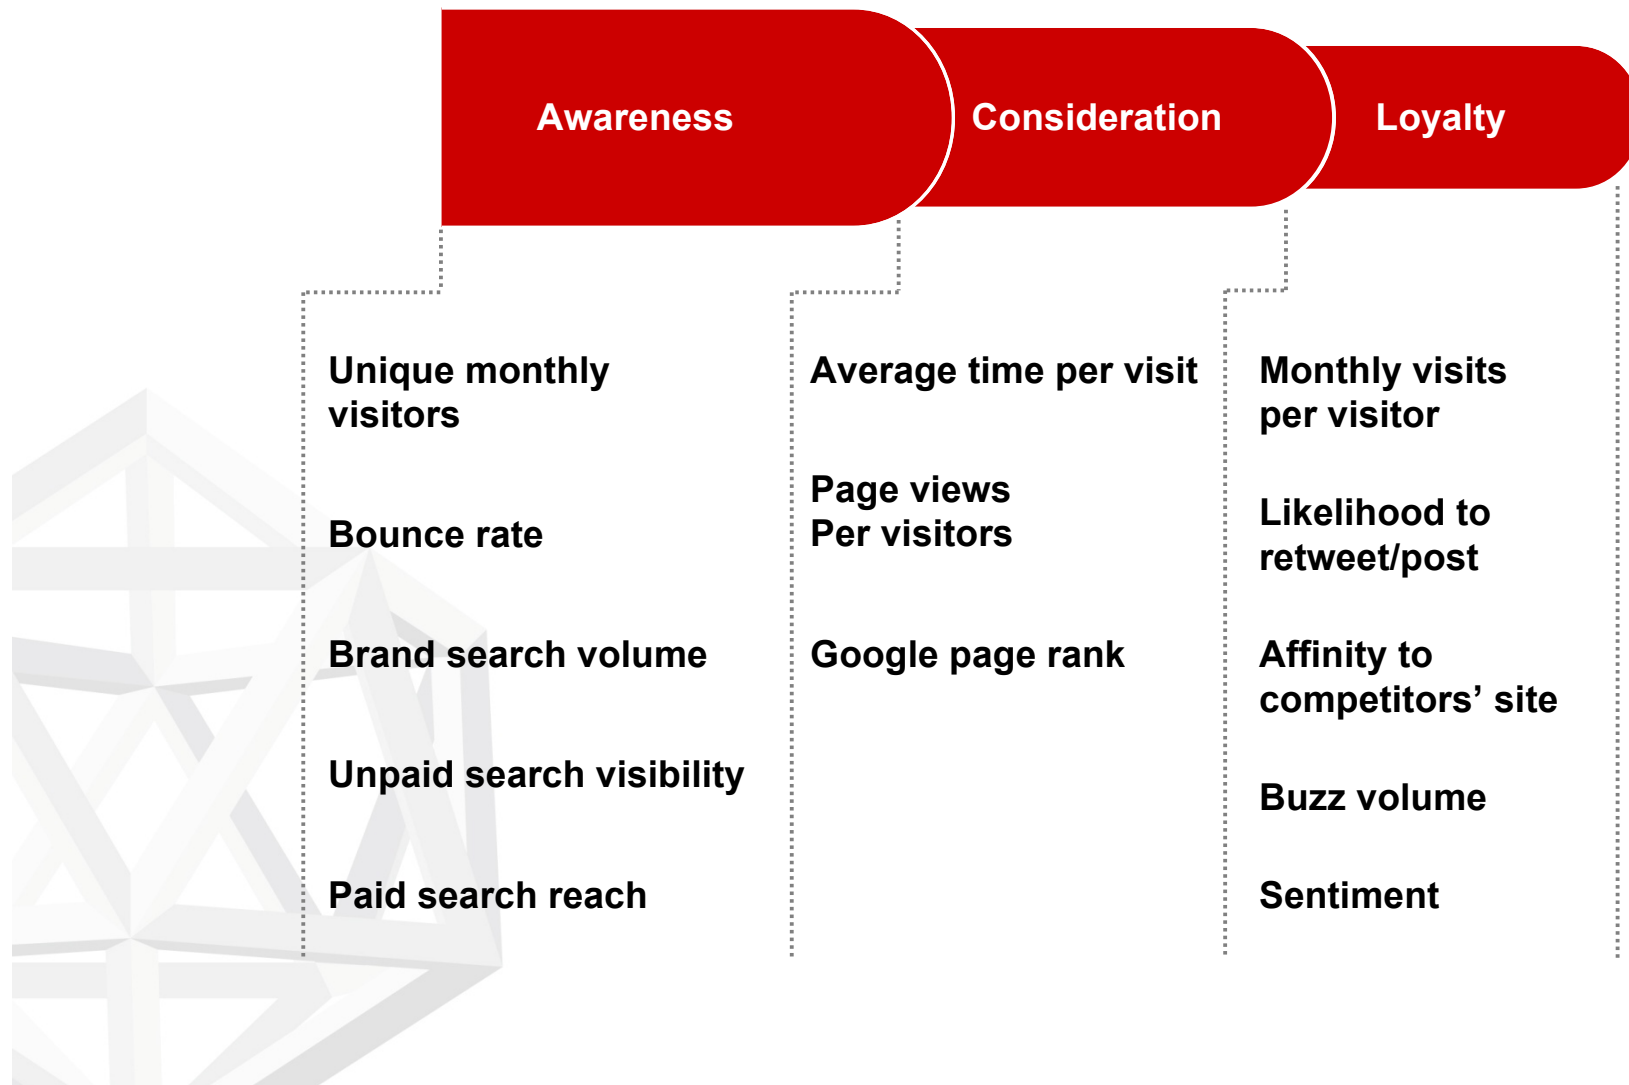 Awareness
Consideration
Loyalty
Unique monthly
visitors
Bounce rate
Brand search volume
Unpaid search visibility
Paid search reach
Average time per visit
Page views
Per visitors
Google page rank
Monthly visits
per visitor
Likelihood to
retweet/post
Affinity to
competitors’ site
Buzz volume
Sentiment